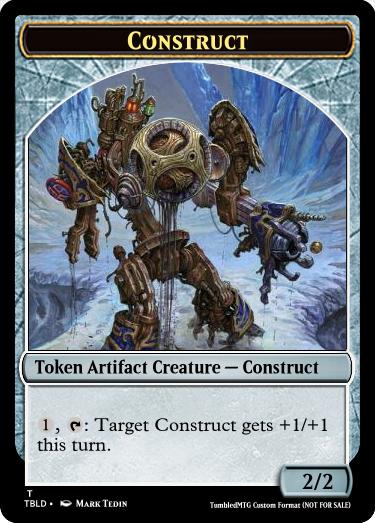 CONSTRUCT
Token Artifact Creature — Construct
1, T: Target Construct gets +1/+1
this turn.
2/2
T
TBLD • MARK TEDIN
TumbledMTG Custom Format (NOT FOR SALE)